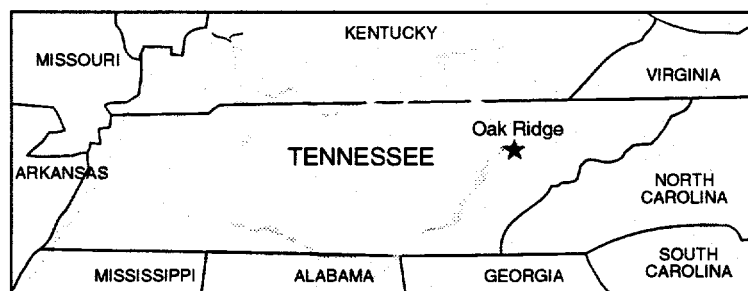 KENTUCKY
MISSOURI
VIRGINIA
Oak Ridge
TENNESSEE
ARKANSAS
NORTH
CAROLINA
SOUTH
CAROLINA
MISSISSIPPI
ALABAMA
GEORGIA